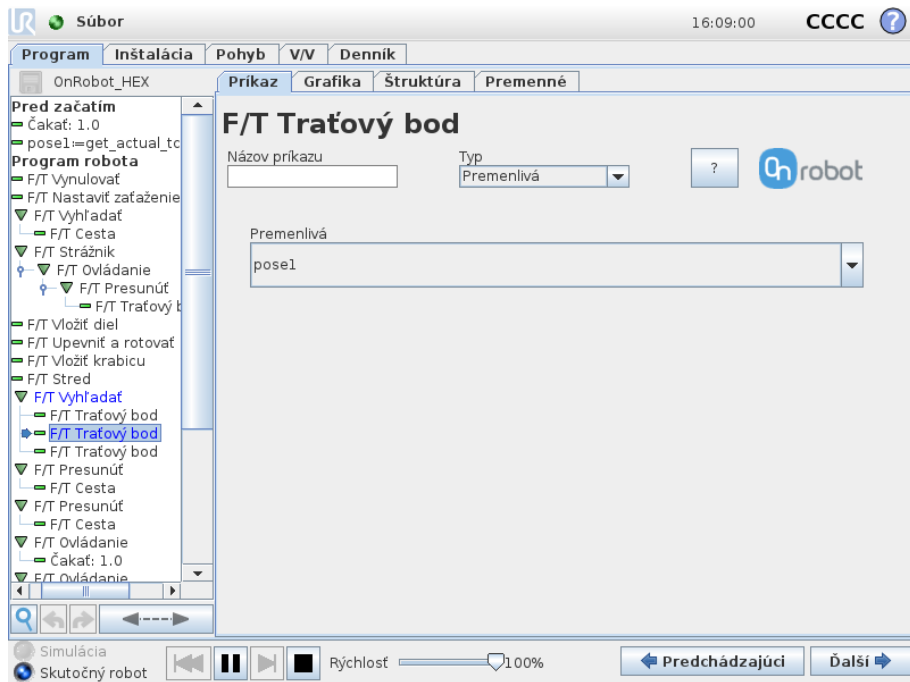 Súbor
16:09:00
CCCC
?
Program
Inštalácia
Pohyb
V/V
Denník
OnRobot_HEX
Príkaz
Grafika
Štruktúra
Premenné
Pred začatím
Čakať: 1.0
pose1:=get_actual_tc
Program robota
F/T Vynulovať
F/T Nastaviť zaťaženie
F/T Vyhľadať
F/T Cesta
F/T Strážnik
F/T Ovládanie
F/T Presunúť
F/T Traťový b
F/T Vložiť diel
F/T Upevniť a rotovať
F/T Vložiť krabicu
F/T Stred
F/T Vyhľadať
F/T Traťový bod
F/T Traťový bod
F/T Traťový bod
F/T Presunúť
F/T Cesta
F/T Presunúť
F/T Cesta
F/T Ovládanie
Čakať: 1.0
F/T Ovládanie
F/T Traťový bod
Názov príkazu
Typ
Premenlivá
?
On robot
Premenlivá
pose1
Simulácia
Skutočný robot
Rýchlosť
100%
Predchádzajúci
Ďalší